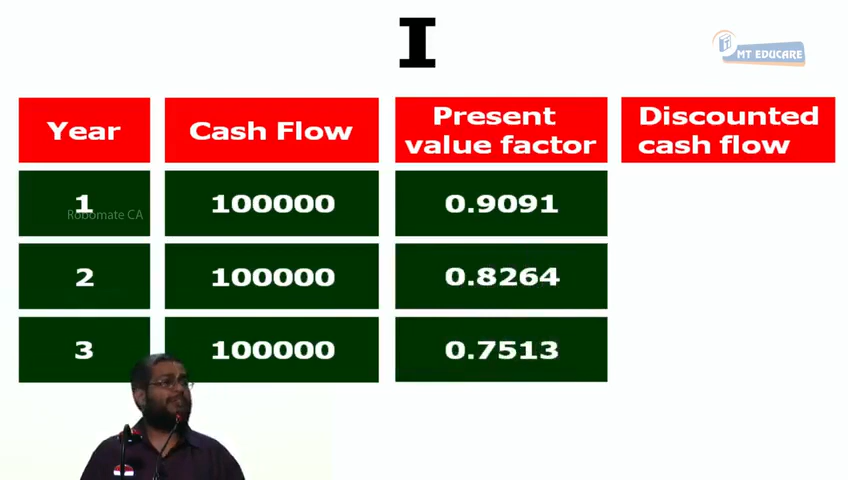 I
MT EDUCARE
Year Cash Flow Present value factor Discounted cash flow
1 100000 0.9091
Robomate CA
2 100000 0.8264
3 100000 0.7513